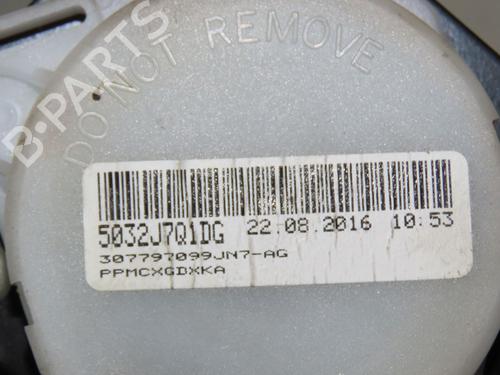 DO NOT REMOVE
B-PARTS
5032J7Q1DG 22.08.2016 10:53
307797099JN7-AG
PPMCXGDXKA